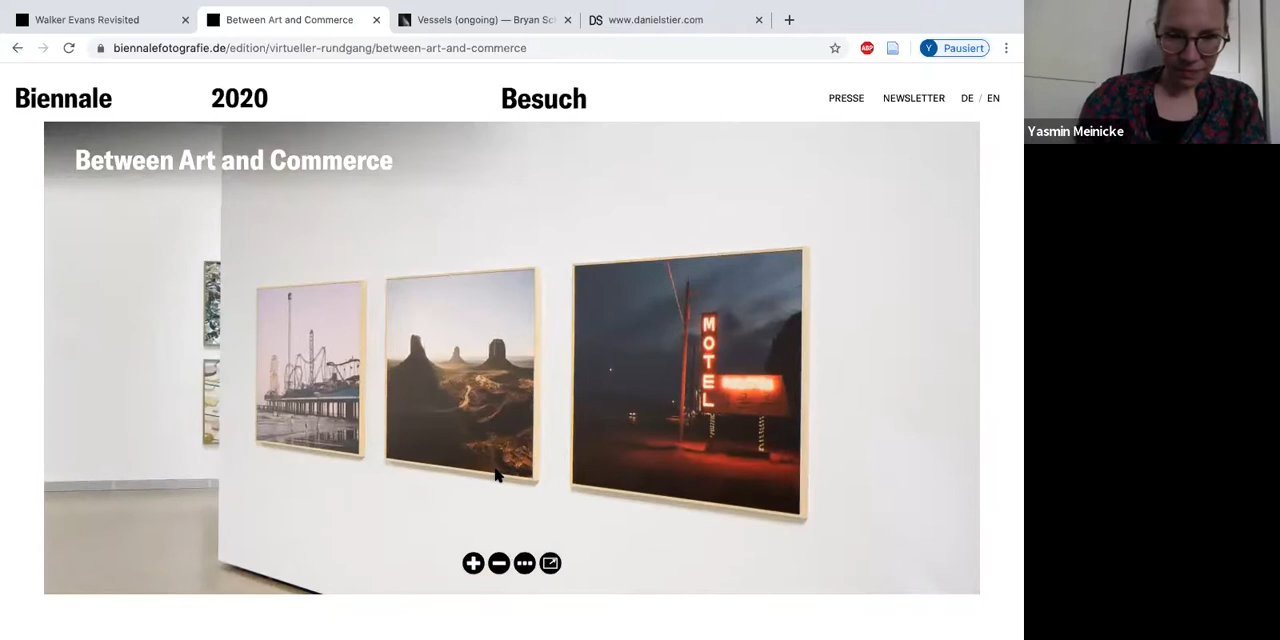 Walker Evans Revisited
Between Art and Commerce
Vessels (ongoing) — Bryan Sc
DS www.danielstier.com
biennalefotografie.de/edition/virtueller-rundgang/between-art-and-commerce
ABP
Y Pausiert
Biennale 2020 Besuch PRESSE NEWSLETTER DE / EN
Between Art and Commerce
MOTEL
Yasmin Meinicke